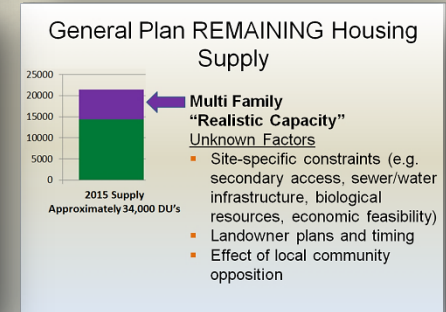 General Plan REMAINING Housing
Supply
25000
20000
15000
10000
5000
0
2015 Supply
Approximately 34,000 DU's
Multi Family
“Realistic Capacity”
Unknown Factors
Site-specific constraints (e.g.
secondary access, sewer/water
infrastructure, biological
resources, economic feasibility)
Landowner plans and timing
Effect of local community
opposition